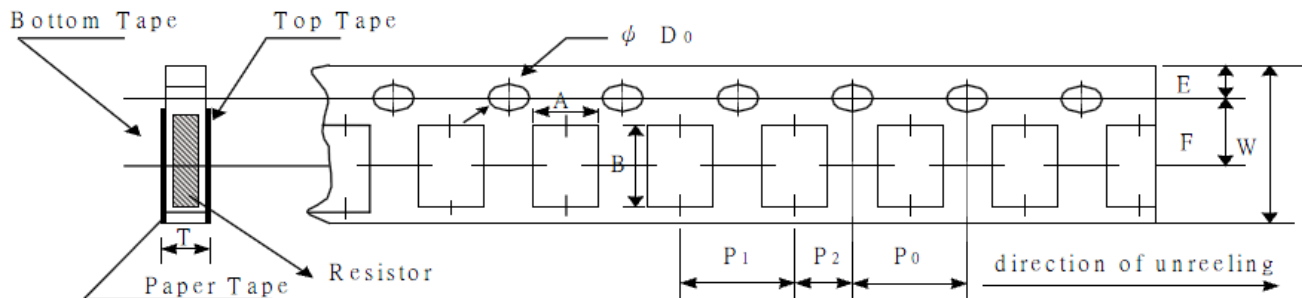 Bottom Tape
Top Tape
ϕ D0
A
E
B
F
W
T
Resistor
P1
P2
P0
direction of unreeling
Paper Tape